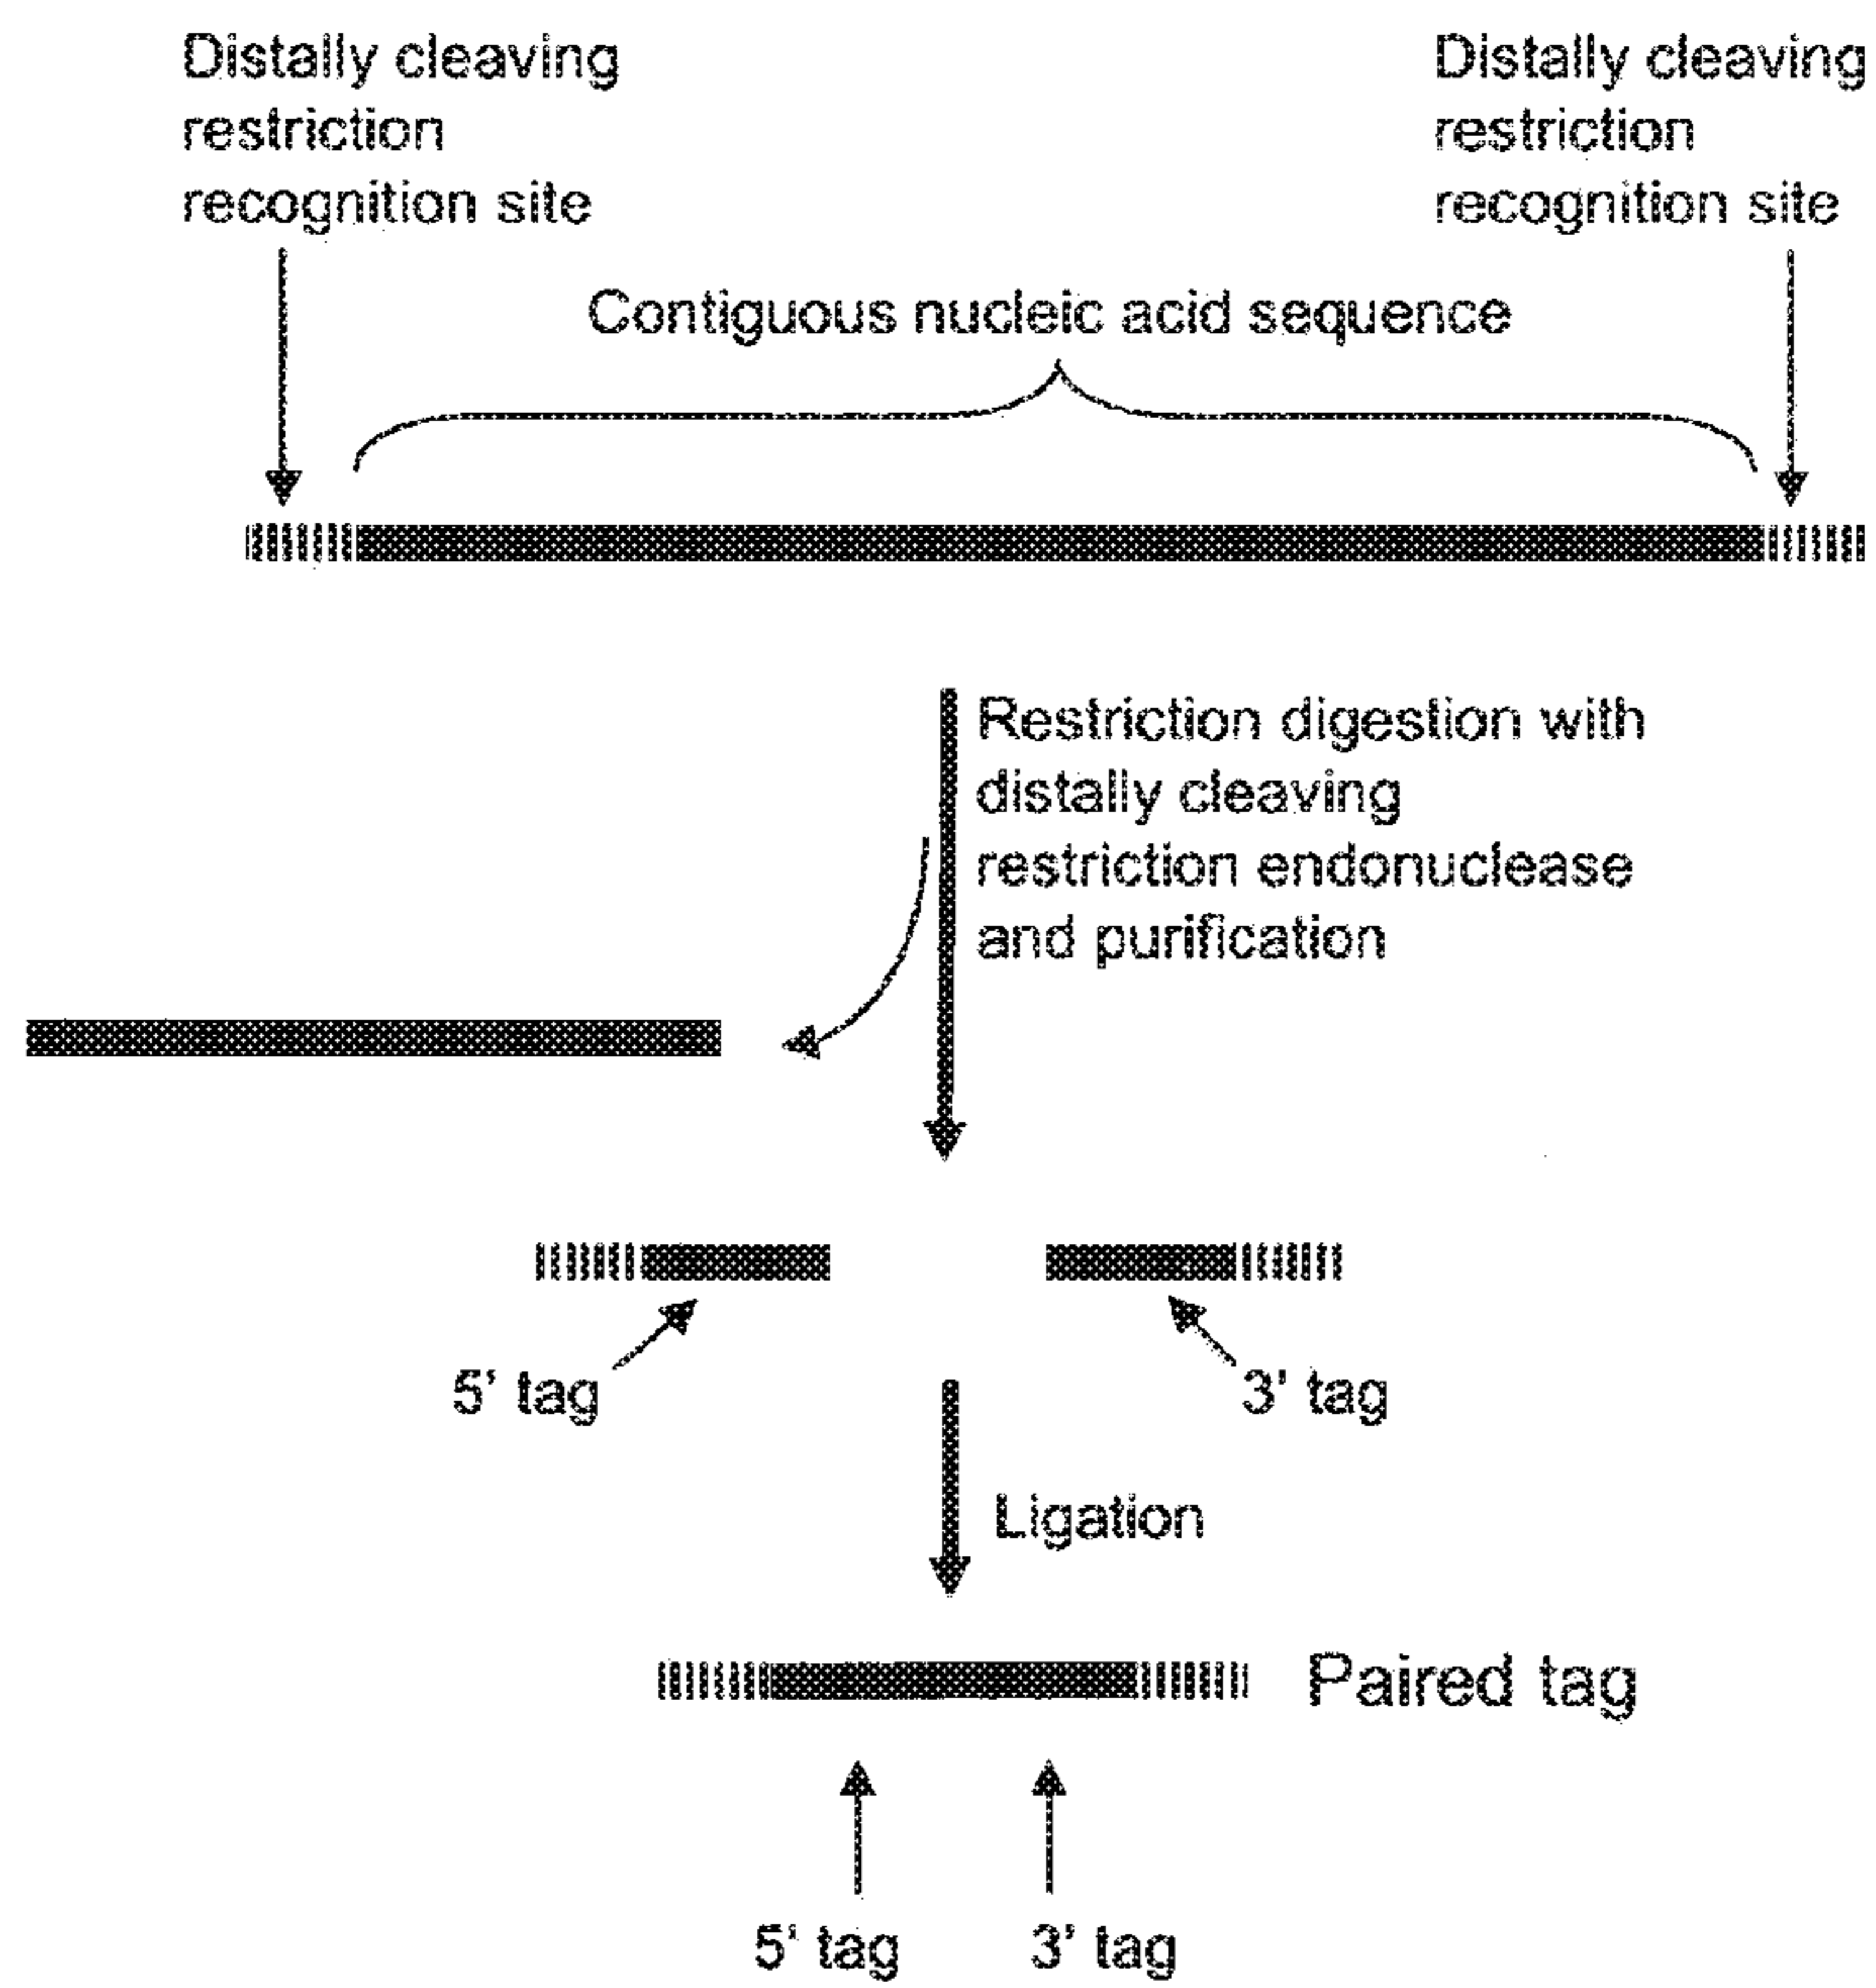 Distally cleaving
restriction
recognition site
Distally cleaving
restriction
recognition site
Contiguous nucleic acid sequence
Restriction digestion with
distally cleaving
restriction endonuclease
and purification
5' tag
3' tag
Ligation
Paired tag
5' tag
3' tag